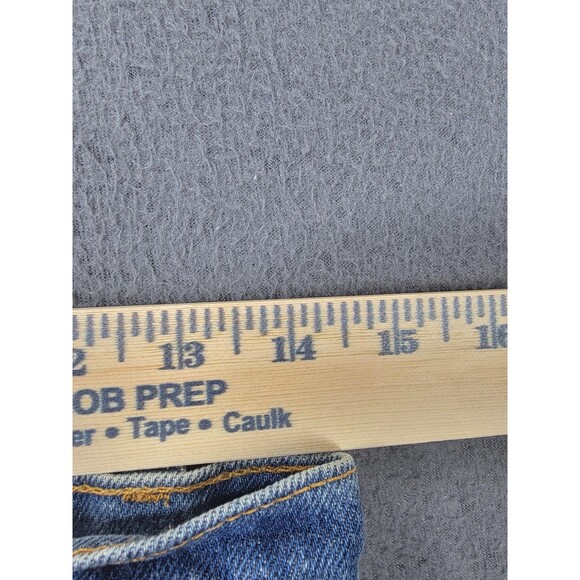 2 13 14 15 16
OB PREP
er • Tape • Caulk